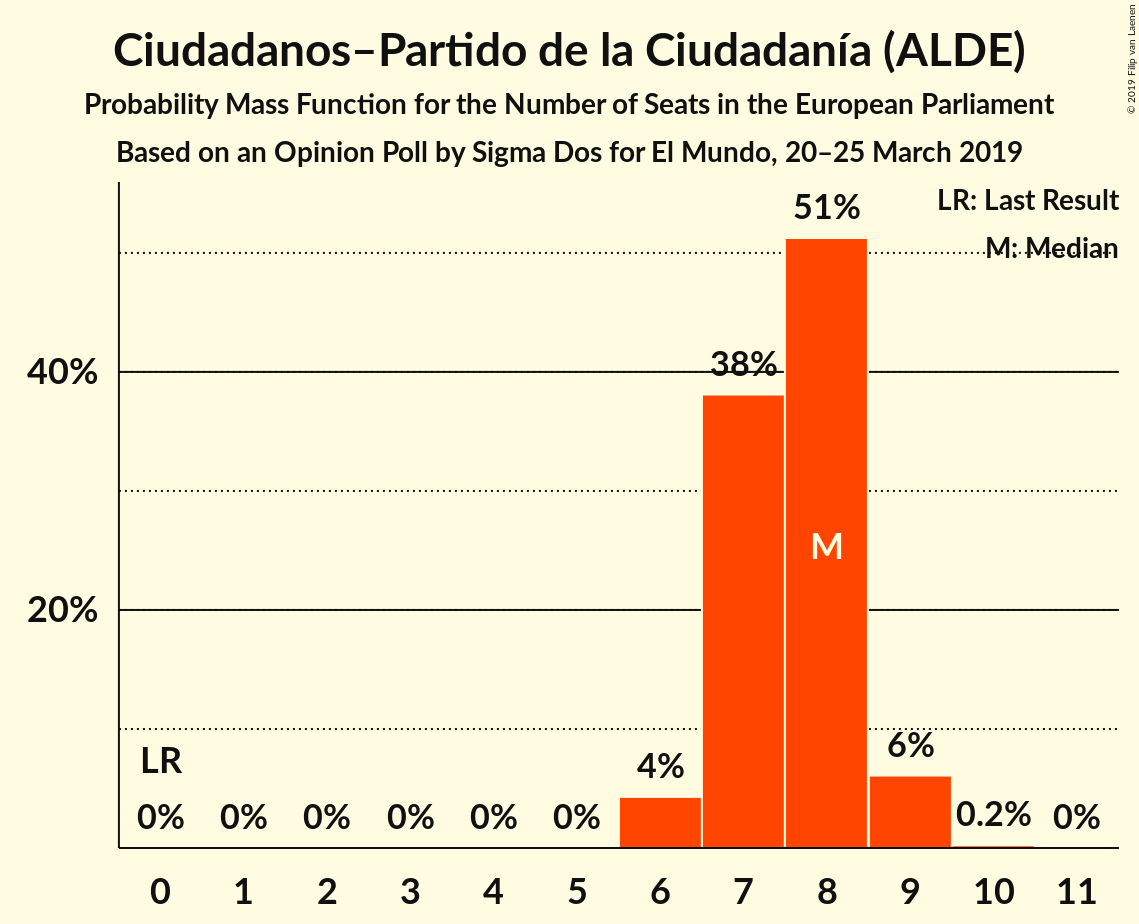 Ciudadanos–Partido de la Ciudadanía (ALDE)
Probability Mass Function for the Number of Seats in the European Parliament
Based on an Opinion Poll by Sigma Dos for El Mundo, 20–25 March 2019
© 2019 Filip van Laenen
LR: Last Result
M: Median
51%
40%
38%
M
20%
LR
6%
4%
0% 0% 0% 0% 0% 0% 0.2% 0%
0 1 2 3 4 5 6 7 8 9 10 11